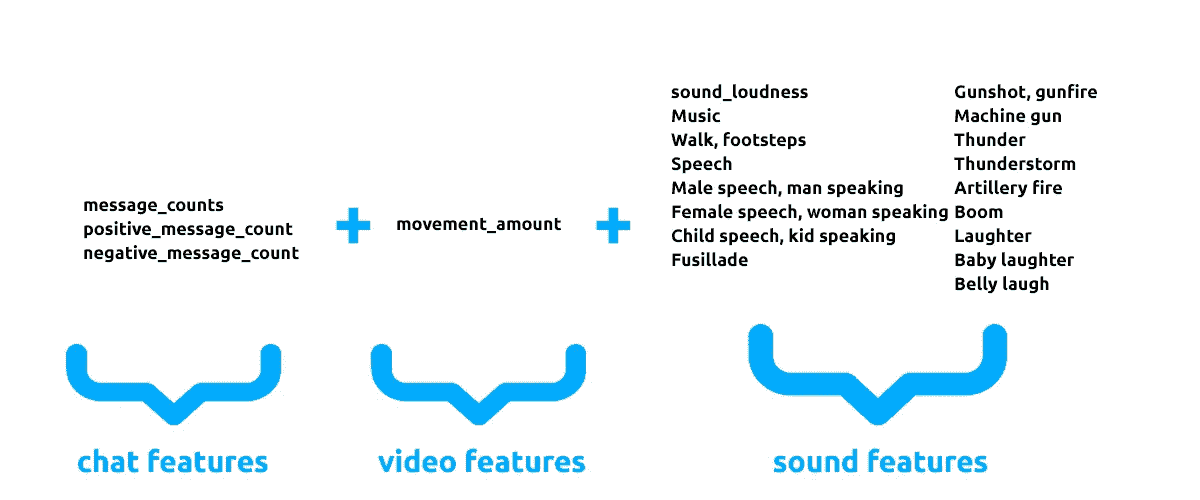 message_counts
positive_message_count
negative_message_count
movement_amount
sound_loudness
Music
Walk, footsteps
Speech
Male speech, man speaking
Female speech, woman speaking
Child speech, kid speaking
Fusillade
Gunshot, gunfire
Machine gun
Thunder
Thunderstorm
Artillery fire
Boom
Laughter
Baby laughter
Belly laugh
chat features
video features
sound features